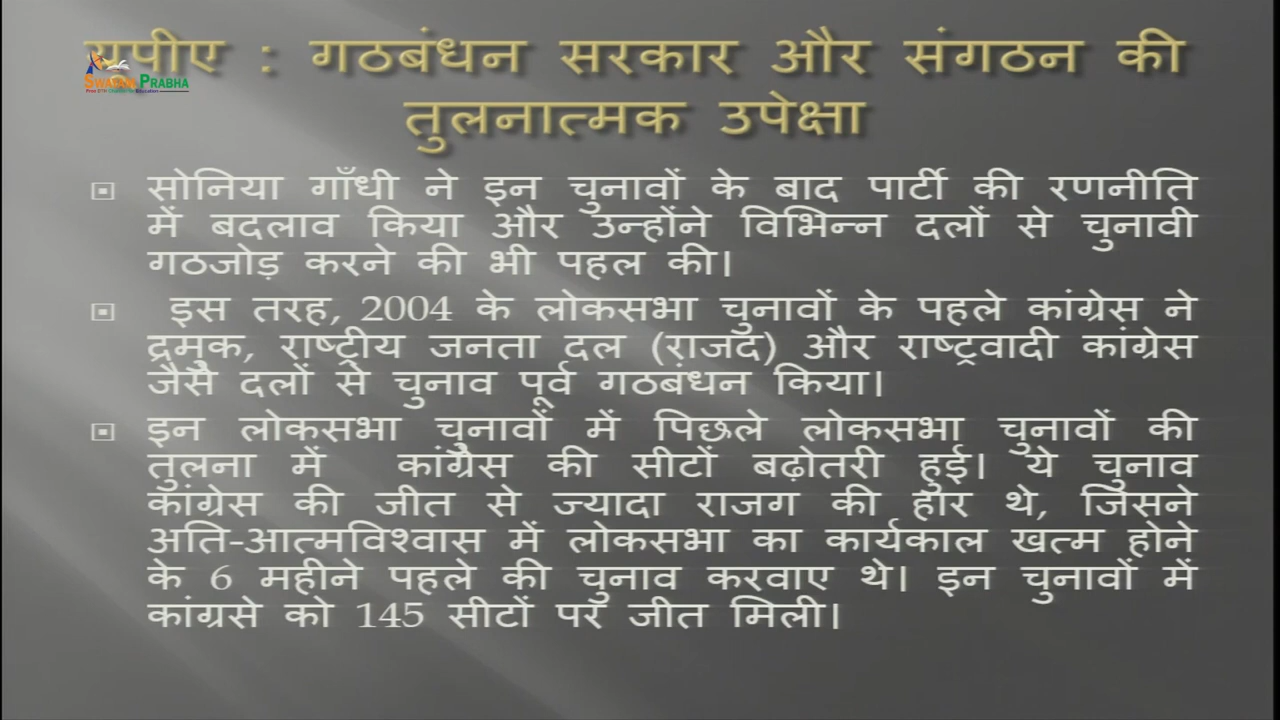 यूपीए : गठबंधन सरकार और संगठन की
तुलनात्मक उपेक्षा
SWAYAM PRABHA
सोनिया गाँधी ने इन चुनावों के बाद पार्टी की रणनीति
में बदलाव किया और उन्होंने विभिन्न दलों से चुनावी
गठजोड़ करने की भी पहल की।
इस तरह, 2004 के लोकसभा चुनावों के पहले कांग्रेस ने
द्रमुक, राष्ट्रीय जनता दल (राजद) और राष्ट्रवादी कांग्रेस
जैसे दलों से चुनाव पूर्व गठबंधन किया।
इन लोकसभा चुनावों में पिछले लोकसभा चुनावों की
तुलना में कांग्रेस की सीटों बढ़ोतरी हुई। ये चुनाव
कांग्रेस की जीत से ज्यादा राजग की हार थे, जिसने
अति-आत्मविश्वास में लोकसभा का कार्यकाल खत्म होने
के 6 महीने पहले की चुनाव करवाए थे। इन चुनावों में
कांग्रसे को 145 सीटों पर जीत मिली।